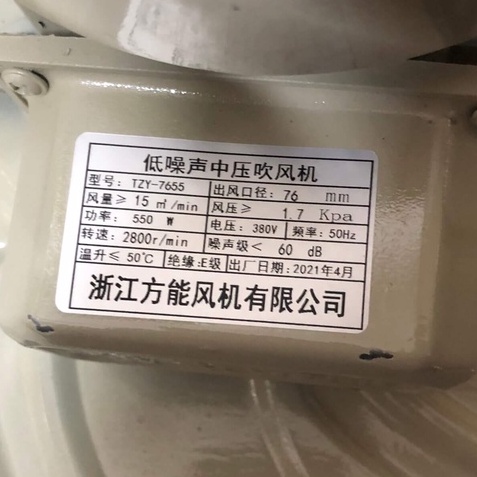 低噪声中压吹风机
型号: TZY-7655 出风口径: 76 mm
风量≥ 15 ㎡/min 风压≥ 1.7 Kpa
功率: 550 W 电压: 380V 频率: 50Hz
转速: 2800r/min 噪声级< 60 dB
温升≤ 50℃ 绝缘:E级 出厂日期: 2021年4月
浙江方能风机有限公司